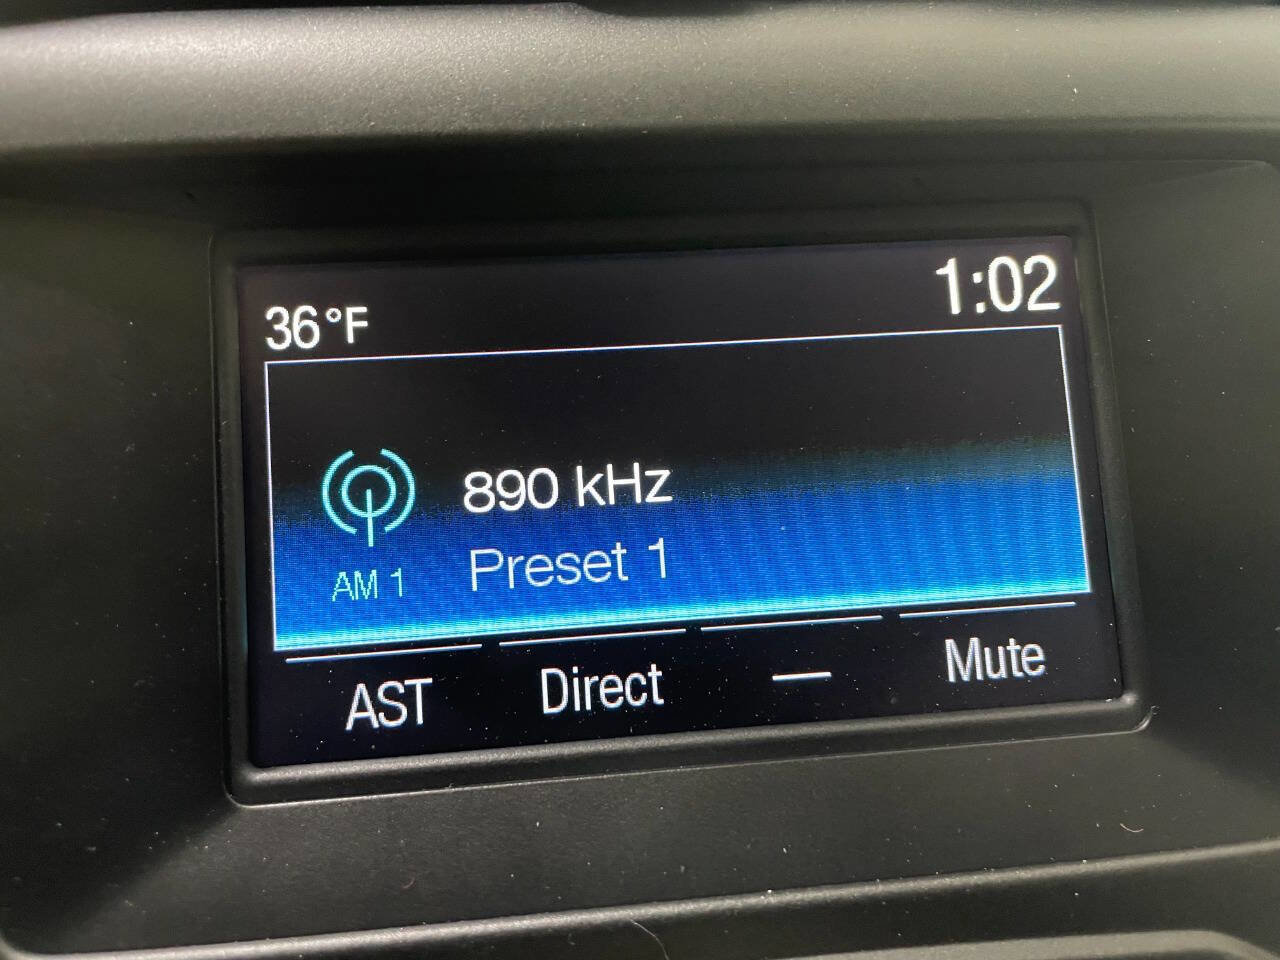 36°F 1:02
890 kHz
AM 1 Preset 1
AST Direct — Mute